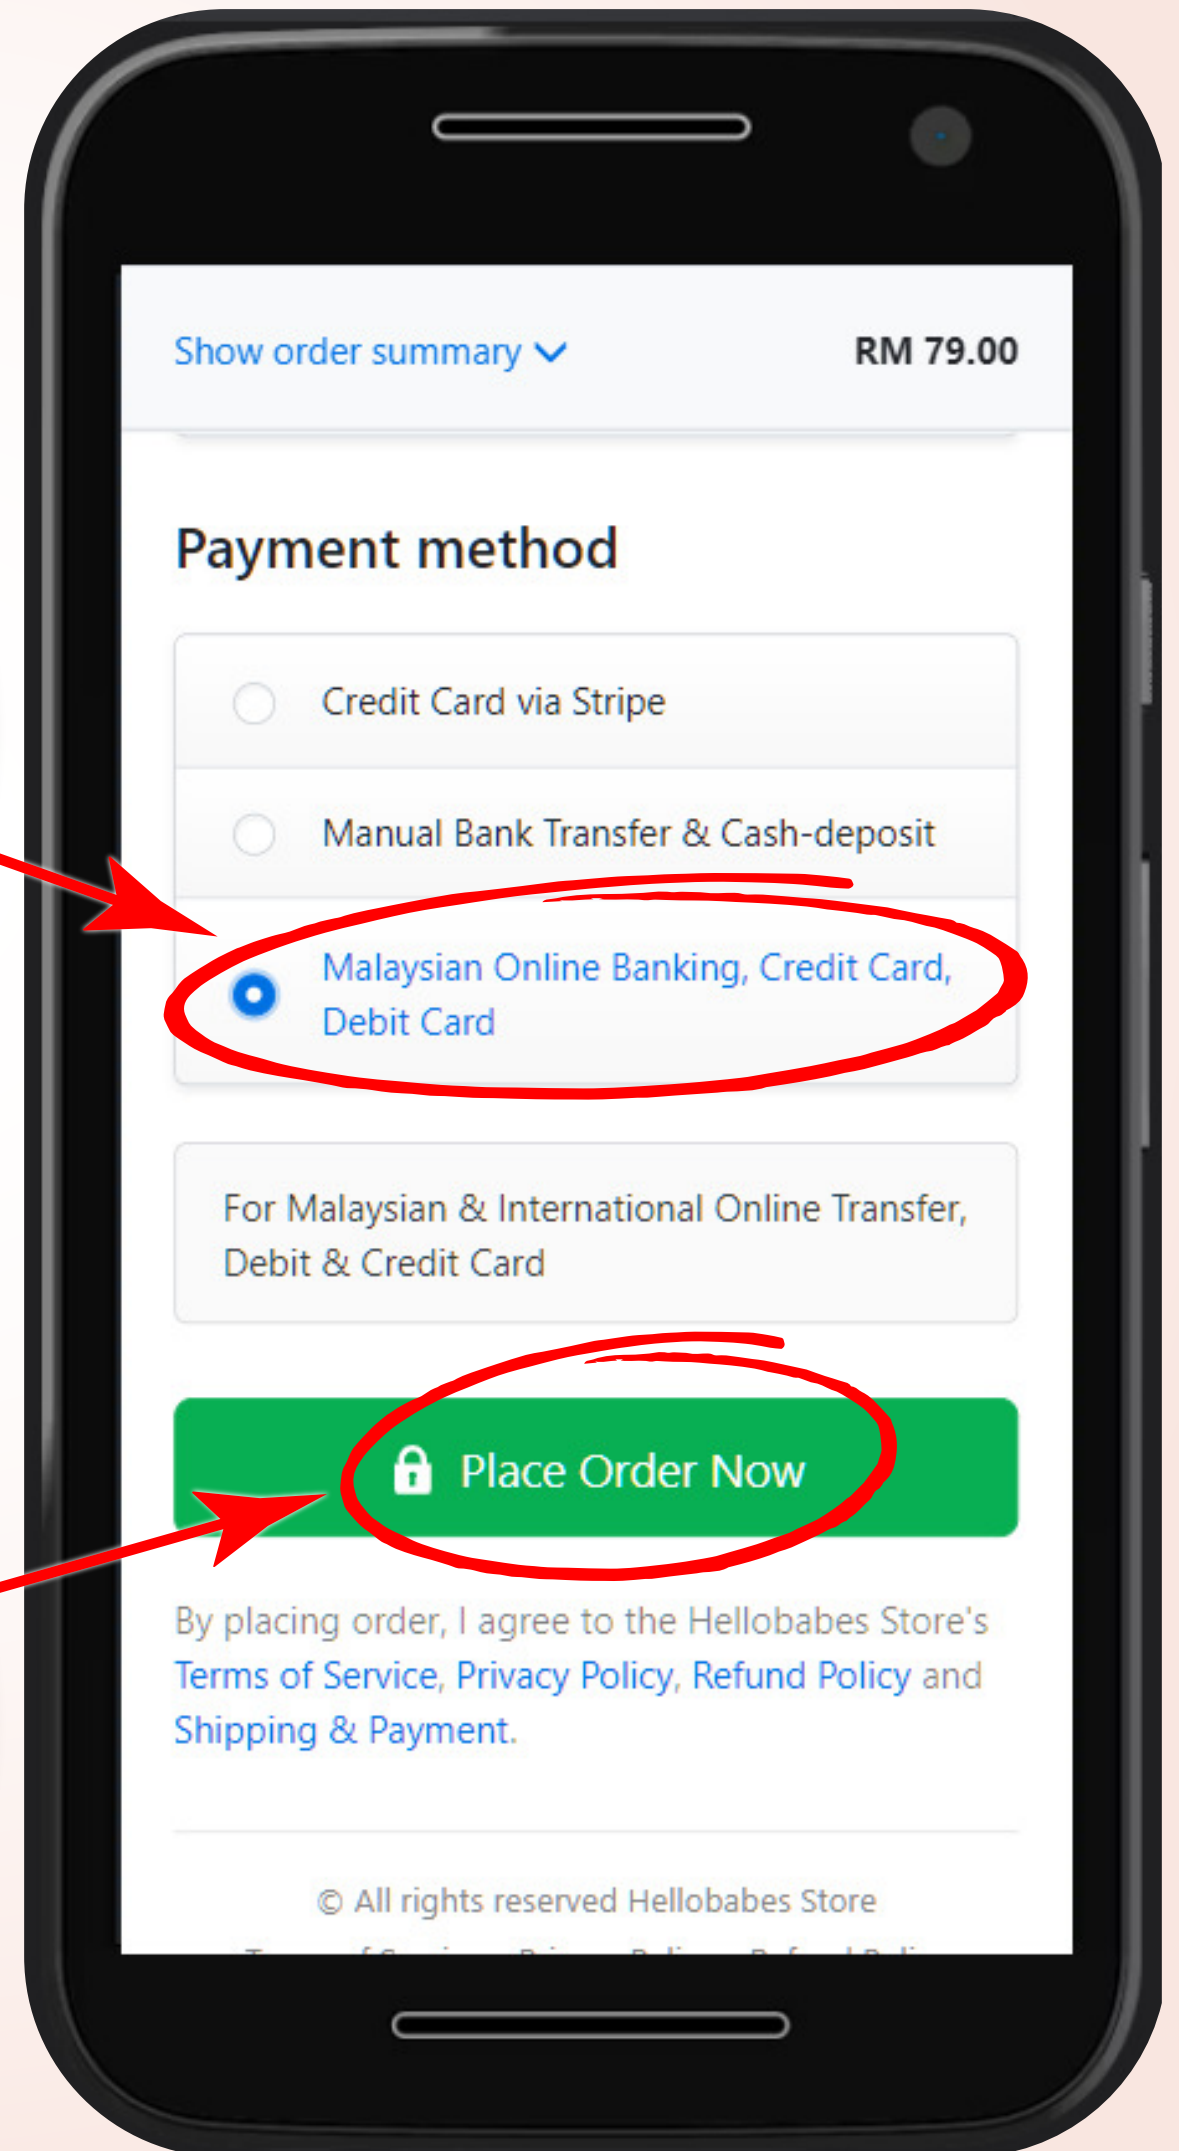 Show order summary
RM 79.00
Payment method
Credit Card via Stripe
Manual Bank Transfer & Cash-deposit
Malaysian Online Banking, Credit Card,
Debit Card
For Malaysian & International Online Transfer,
Debit & Credit Card
Place Order Now
By placing order, I agree to the Hellobabes Store's
Terms of Service, Privacy Policy, Refund Policy and
Shipping & Payment.
© All rights reserved Hellobabes Store